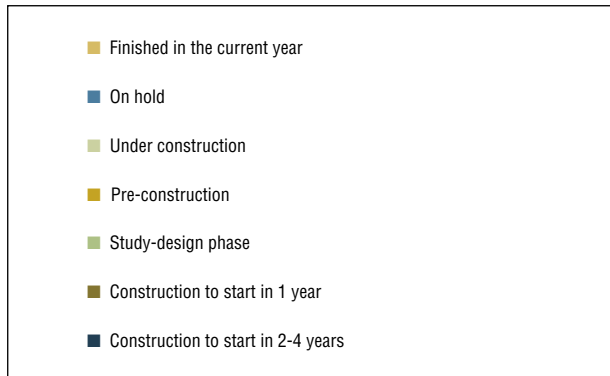 Finished in the current year
On hold
Under construction
Pre-construction
Study-design phase
Construction to start in 1 year
Construction to start in 2-4 years